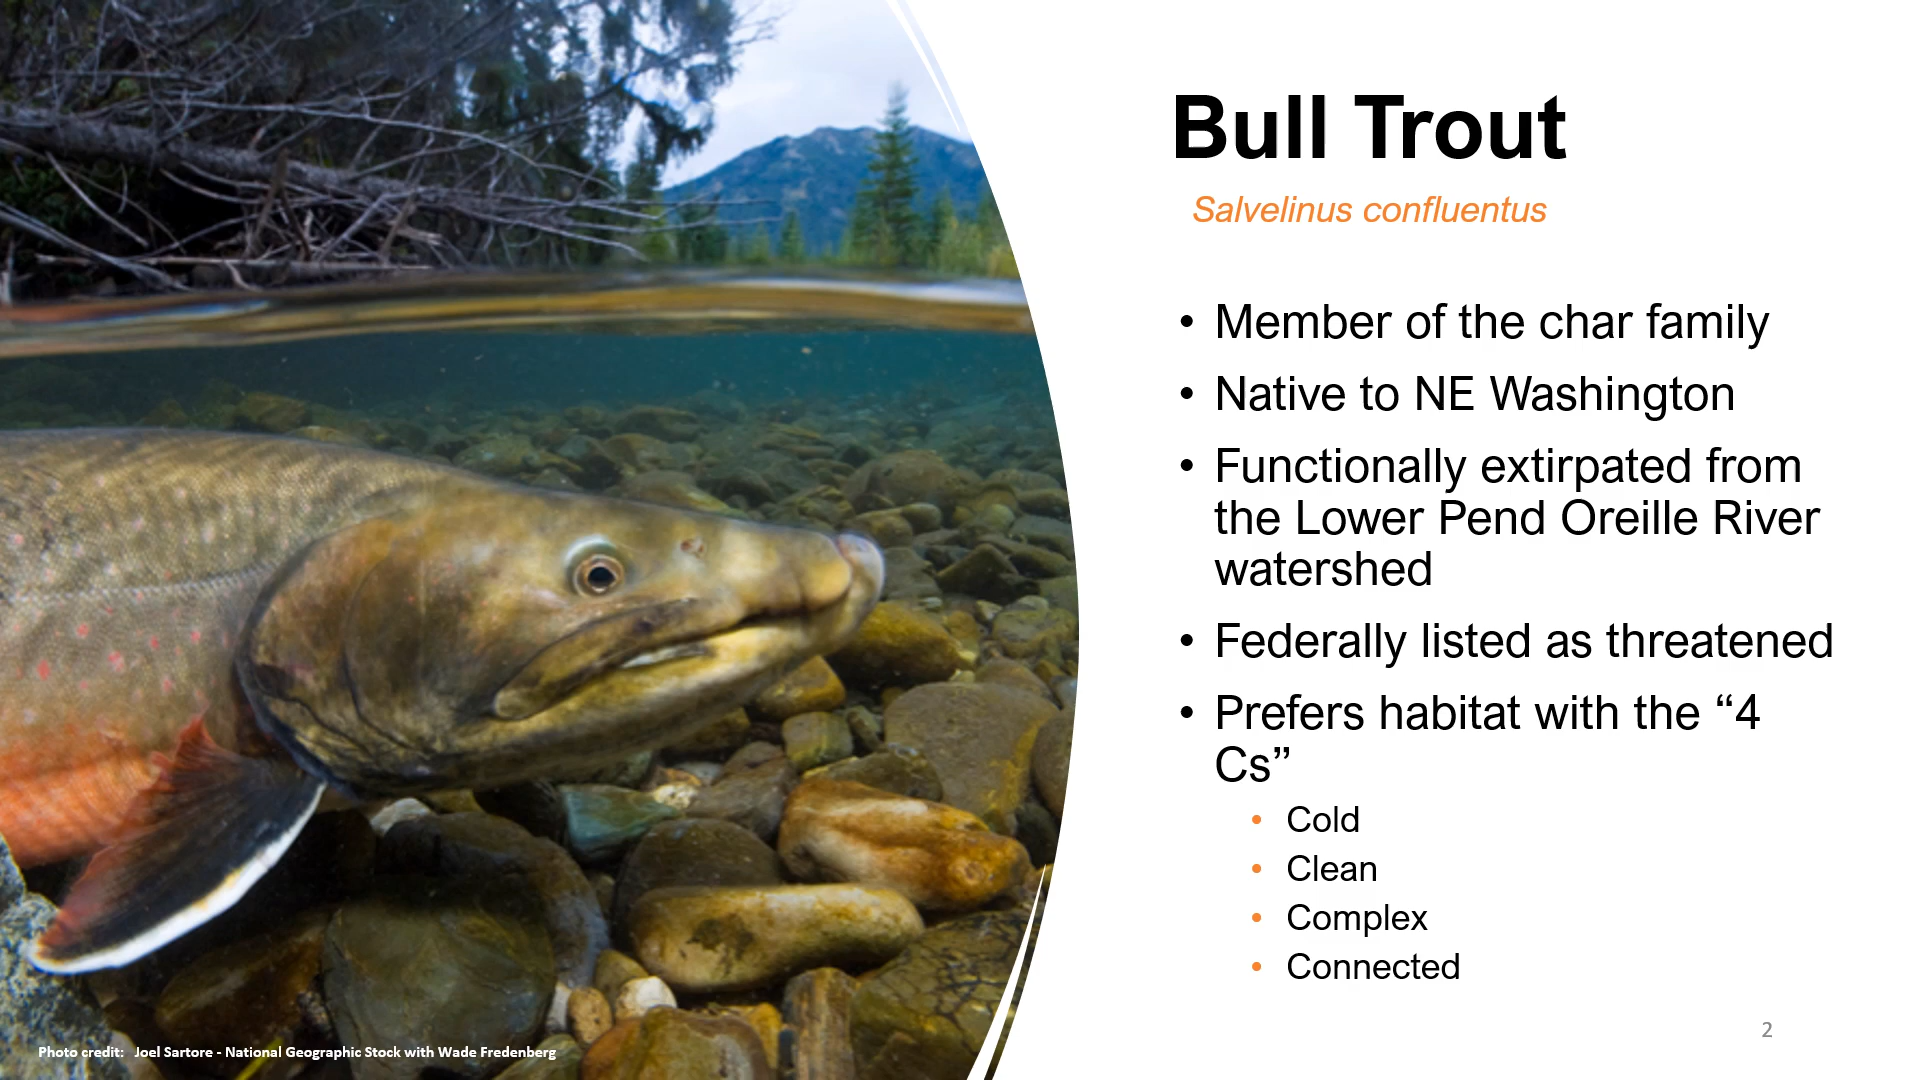 Bull Trout
Salvelinus confluentus
• Member of the char family
• Native to NE Washington
• Functionally extirpated from
the Lower Pend Oreille River
watershed
• Federally listed as threatened
• Prefers habitat with the “4
Cs”
• Cold
• Clean
• Complex
• Connected
Photo credit: Joel Sartore - National Geographic Stock with Wade Fredenberg
2